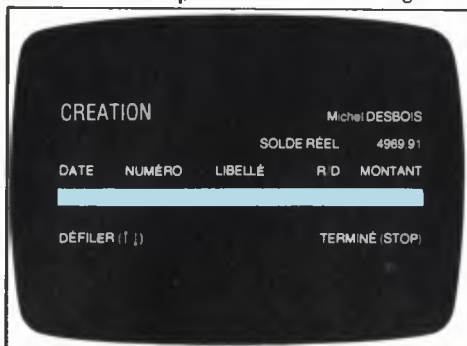 CREATION
Michel DESBOIS
SOLDE RÉEL 4969.91
DATE NUMÉRO LIBELLÉ R/D MONTANT
DÉFILER (↑ ↓) TERMINÉ (STOP)